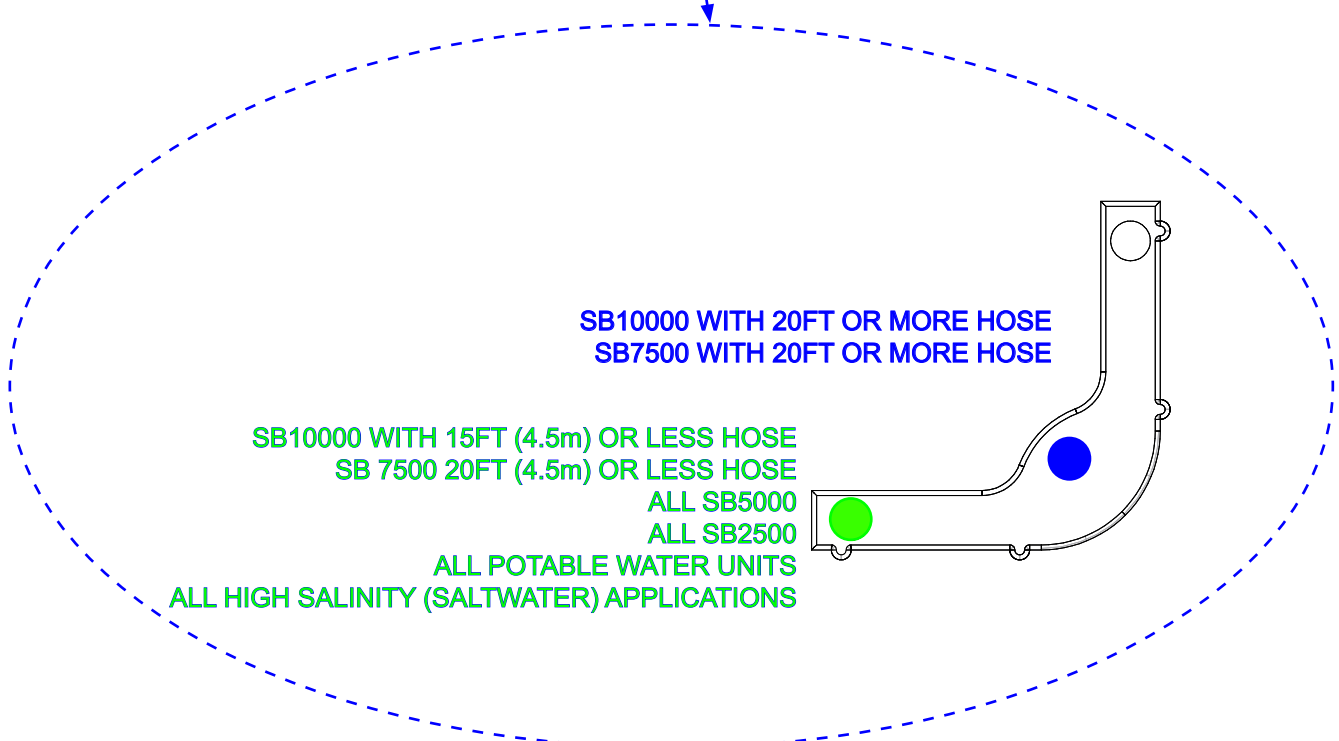 SB10000 WITH 20FT OR MORE HOSE
SB7500 WITH 20FT OR MORE HOSE
SB10000 WITH 15FT (4.5m) OR LESS HOSE
SB 7500 20FT (4.5m) OR LESS HOSE
ALL SB5000
ALL SB2500
ALL POTABLE WATER UNITS
ALL HIGH SALINITY (SALTWATER) APPLICATIONS